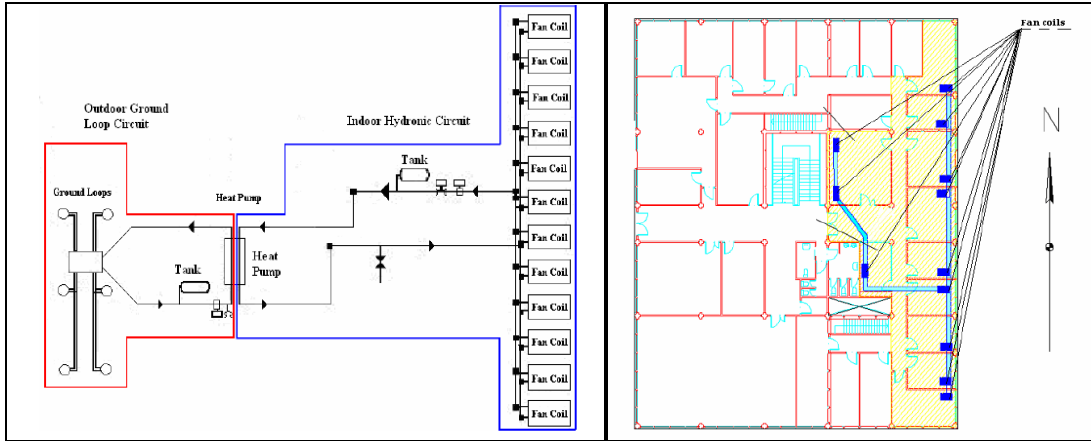 Outdoor Ground
Loop Circuit
Indoor Hydronic Circuit
Tank
Ground Loops
Heat Pump
Heat
Pump
Tank
Fan Coil
Fan Coil
Fan Coil
Fan Coil
Fan Coil
Fan Coil
Fan Coil
Fan Coil
Fan Coil
Fan Coil
Fan Coil
Fan Coil
Fan coils
N